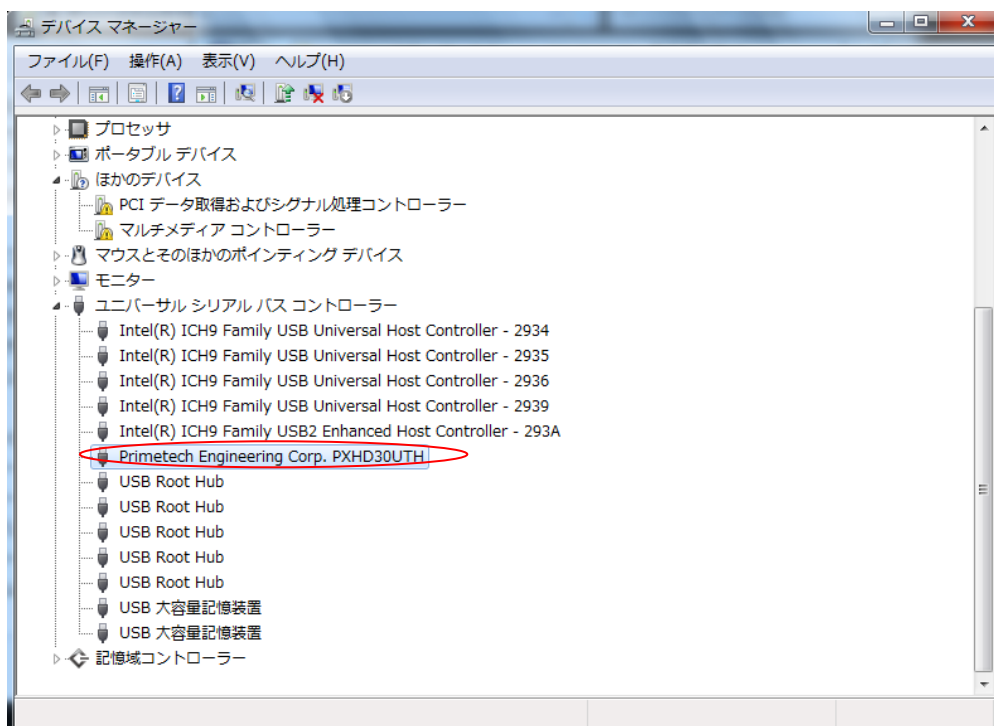 デバイス マネージャー
ファイル(F) 操作(A) 表示(V) ヘルプ(H)
プロセッサ
ポータブル デバイス
ほかのデバイス
PCI データ取得およびシグナル処理コントローラー
マルチメディア コントローラー
マウスとそのほかのポインティング デバイス
モニター
ユニバーサル シリアル バス コントローラー
Intel(R) ICH9 Family USB Universal Host Controller - 2934
Intel(R) ICH9 Family USB Universal Host Controller - 2935
Intel(R) ICH9 Family USB Universal Host Controller - 2936
Intel(R) ICH9 Family USB Universal Host Controller - 2939
Intel(R) ICH9 Family USB2 Enhanced Host Controller - 293A
Primetech Engineering Corp. PXHD30UTH
USB Root Hub
USB Root Hub
USB Root Hub
USB Root Hub
USB Root Hub
USB 大容量記憶装置
USB 大容量記憶装置
記憶域コントローラー